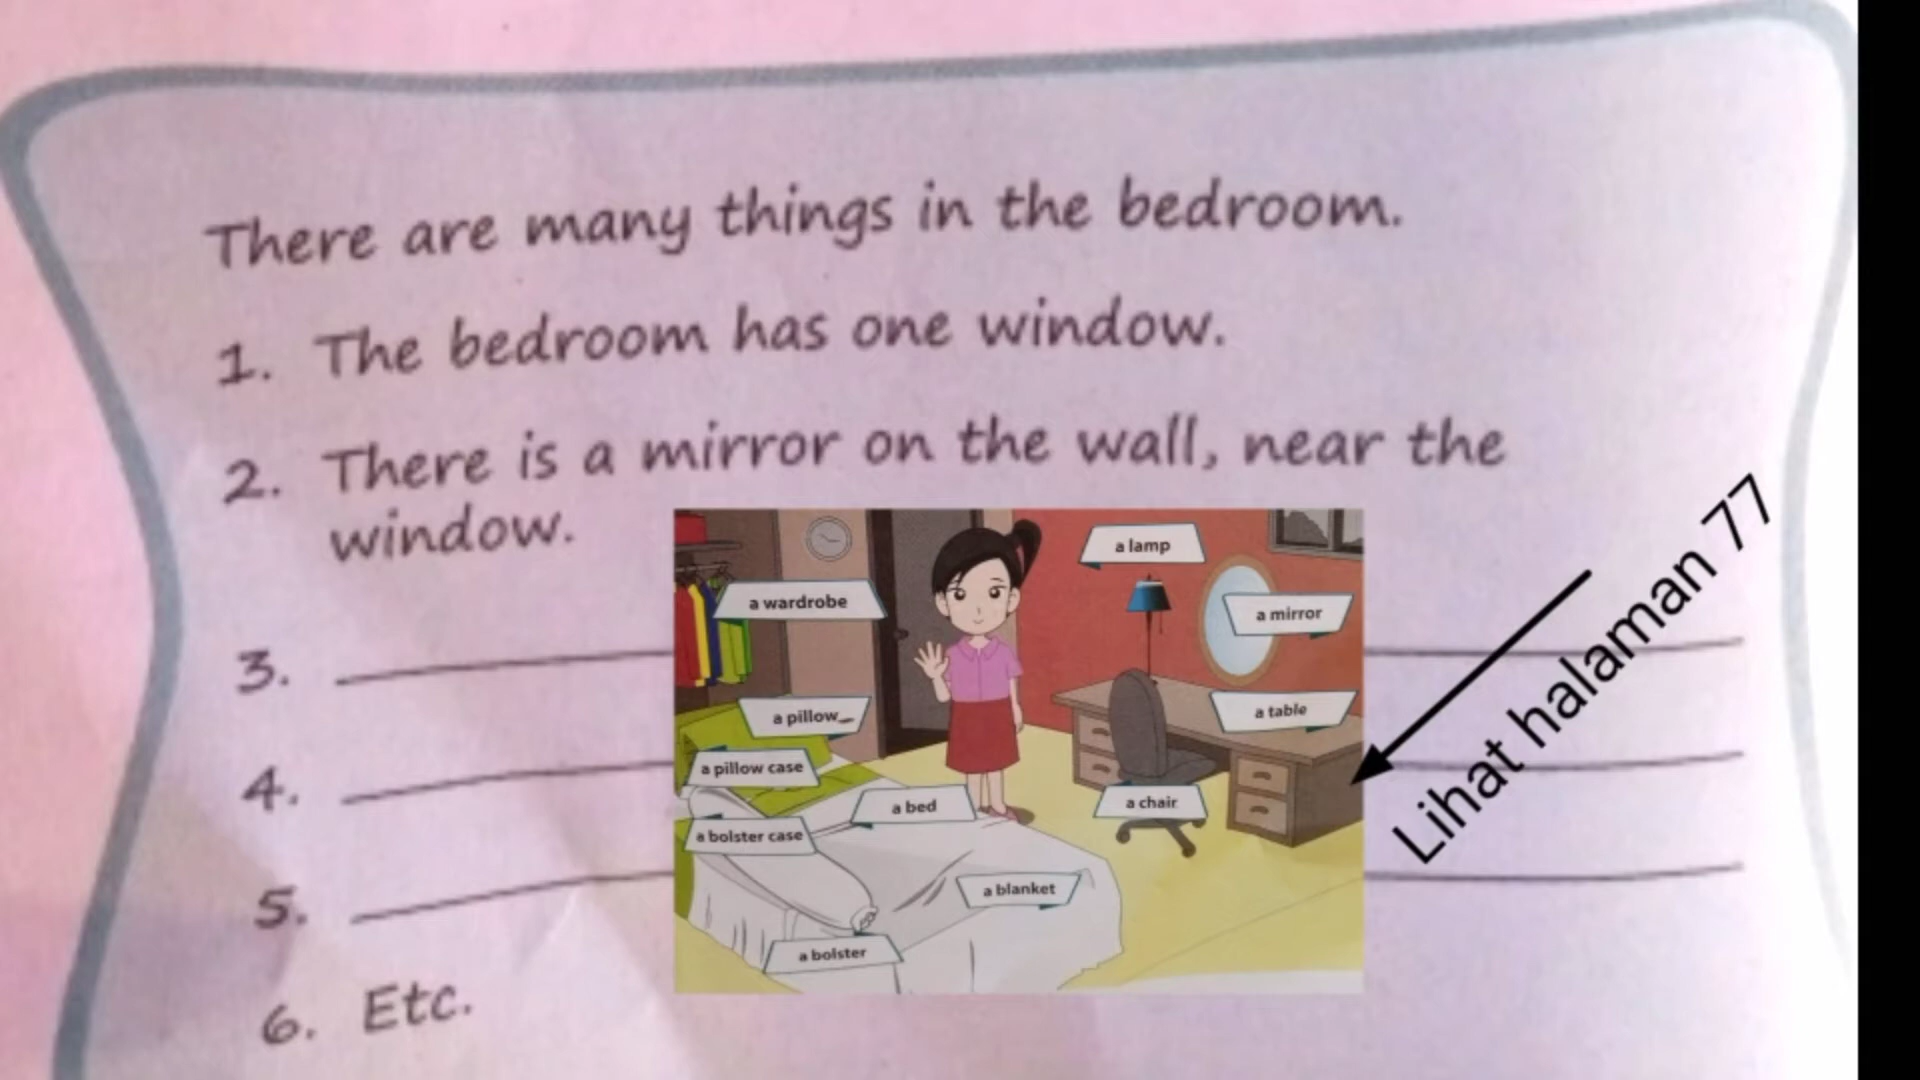 There are many things in the bedroom.
1. The bedroom has one window.
2. There is a mirror on the wall, near the
window.
3.
4.
5.
6. Etc.
a lamp
a wardrobe
a mirror
a pillow
a table
a pillow case
a bed
a chair
a bolster case
a blanket
a bolster
Lihat halaman 77